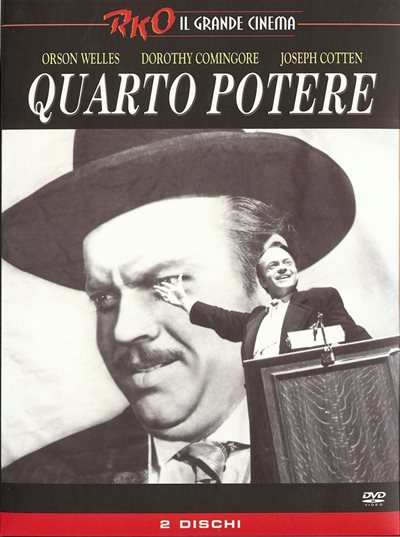 RKO IL GRANDE CINEMA
ORSON WELLES DOROTHY COMINGORE JOSEPH COTTEN
QUARTO POTERE
DVD
VIDEO
2 DISCHI